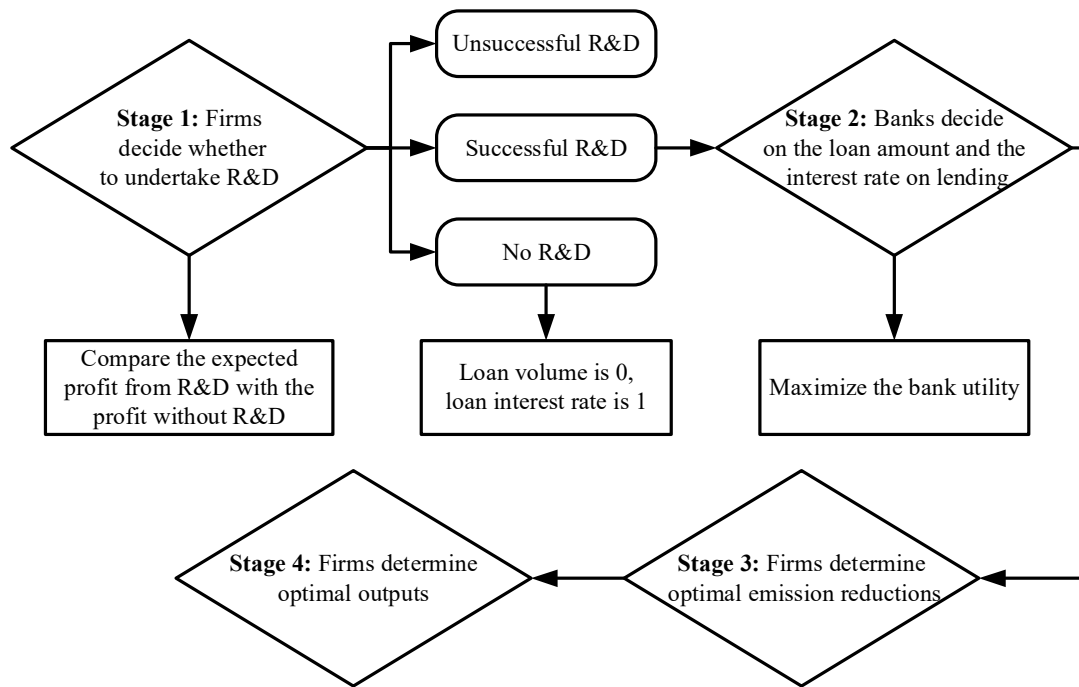 Unsuccessful R&D
Stage 1: Firms
decide whether
to undertake R&D
Successful R&D
Stage 2: Banks decide
on the loan amount and the
interest rate on lending
No R&D
Compare the expected
profit from R&D with the
profit without R&D
Loan volume is 0,
loan interest rate is 1
Maximize the bank utility
Stage 4: Firms determine
optimal outputs
Stage 3: Firms determine
optimal emission reductions